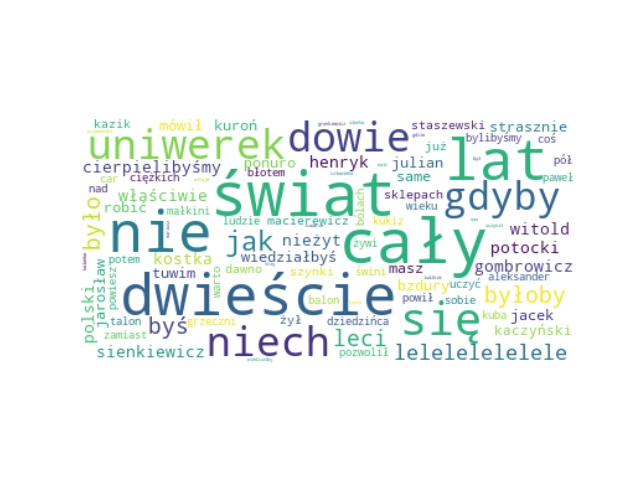 kazik mówił kuroń dowie staszewski strasznie
uniwerek henryk już bylibyśmy coś
lat
cierpielibyśmy ponuro julian pół
car ciężkich błotem same paweł
nad właściwie świat sklepach gdyby
było robić małkini bólach wieku
nie ludzie macierewicz kukiz witold
jak nieżyt cały potocki
kostka wiedziałbyś żywi
potem tuwim dawno szynki świni masz gombrowicz
polski jarosław powiesz warto bzdury uczyć aleksander
dwieście balon powił sobie byłoby
talon byś grzeczni żył dziedzińca się kuba jacek
zamiast niech leci kaczyński
sienkiewicz pozwolił lelelelelelele